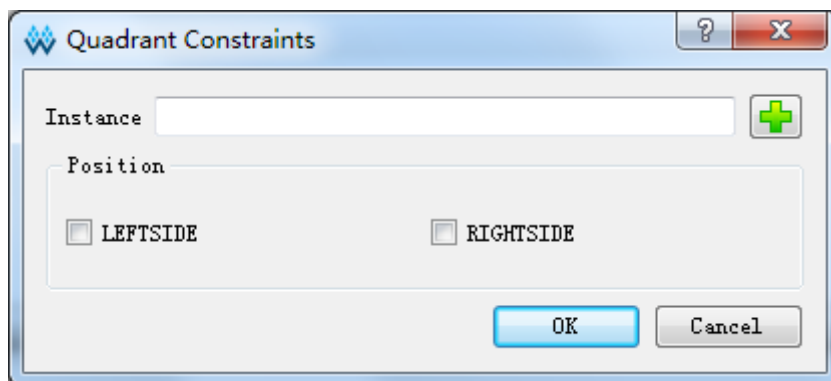 Quadrant Constraints
Instance
Position
LEFTSIDE RIGHTSIDE
OK Cancel